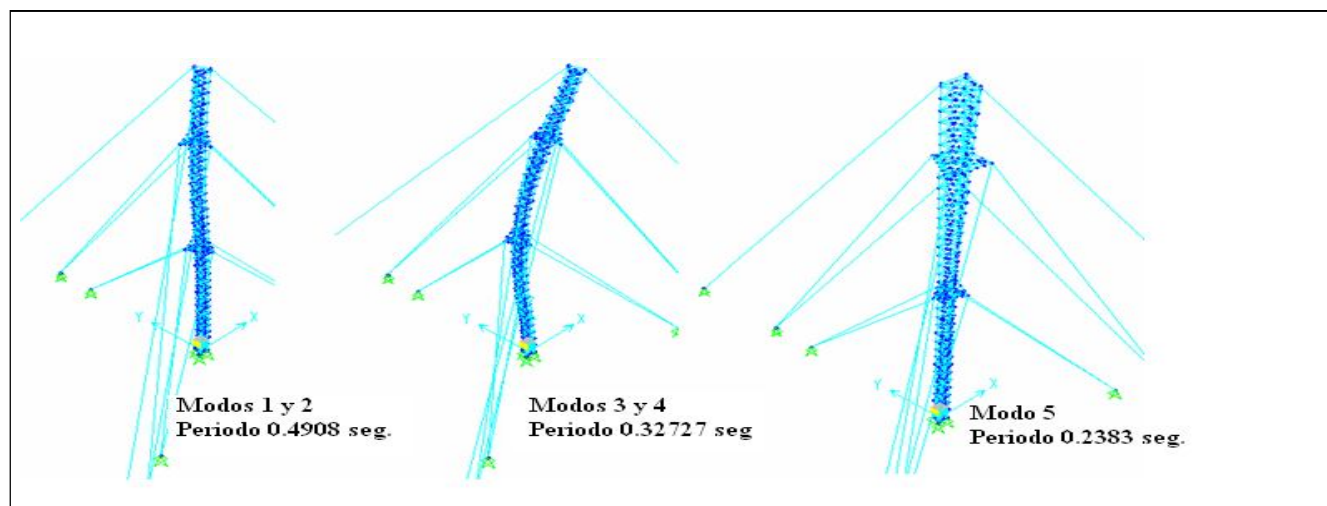 Y X
Y X
Y X
Modos 1 y 2
Periodo 0.4908 seg.
Modos 3 y 4
Periodo 0.32727 seg
Modo 5
Periodo 0.2383 seg.